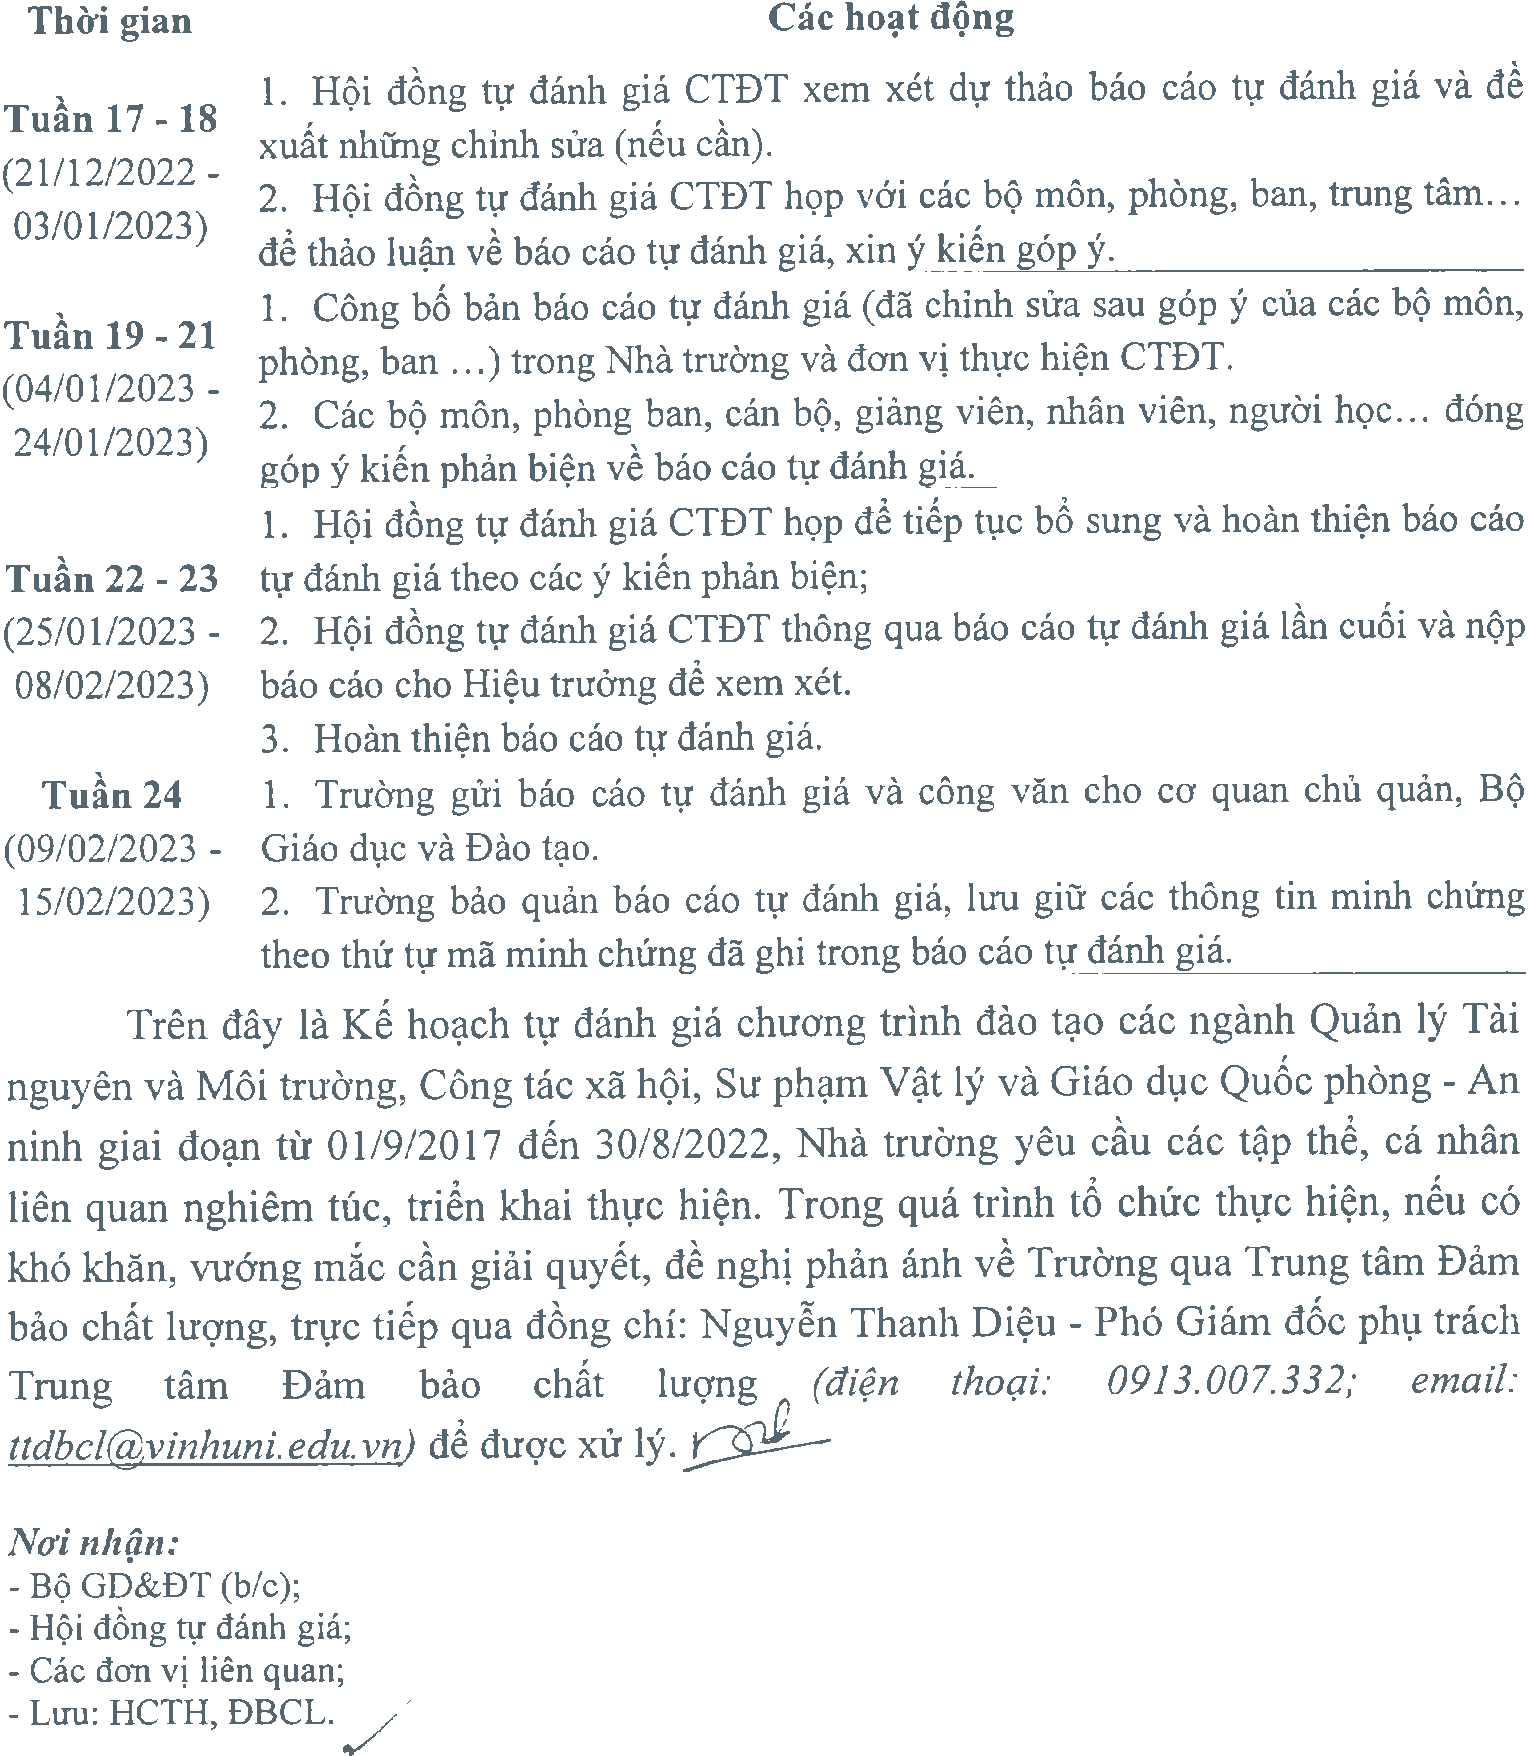 Thời gian
Các hoạt động
Tuần 17 - 18
(21/12/2022 -
03/01/2023)
1. Hội đồng tự đánh giá CTĐT xem xét dự thảo báo cáo tự đánh giá và đề
xuất những chỉnh sửa (nếu cần).
2. Hội đồng tự đánh giá CTĐT họp với các bộ môn, phòng, ban, trung tâm...
để thảo luận về báo cáo tự đánh giá, xin ý kiến góp ý.
Tuần 19 - 21
(04/01/2023 -
24/01/2023)
1. Công bố bản báo cáo tự đánh giá (đã chỉnh sửa sau góp ý của các bộ môn,
phòng, ban ...) trong Nhà trường và đơn vị thực hiện CTĐT.
2. Các bộ môn, phòng ban, cán bộ, giảng viên, nhân viên, người học... đóng
góp ý kiến phản biện về báo cáo tự đánh giá.
Tuần 22 - 23
(25/01/2023 -
08/02/2023)
1. Hội đồng tự đánh giá CTĐT họp để tiếp tục bổ sung và hoàn thiện báo cáo
tự đánh giá theo các ý kiến phản biện;
2. Hội đồng tự đánh giá CTĐT thông qua báo cáo tự đánh giá lần cuối và nộp
báo cáo cho Hiệu trưởng để xem xét.
3. Hoàn thiện báo cáo tự đánh giá.
Tuần 24
(09/02/2023 -
15/02/2023)
1. Trường gửi báo cáo tự đánh giá và công văn cho cơ quan chủ quản, Bộ
Giáo dục và Đào tạo.
2. Trường bảo quản báo cáo tự đánh giá, lưu giữ các thông tin minh chứng
theo thứ tự mã minh chứng đã ghi trong báo cáo tự đánh giá.
Trên đây là Kế hoạch tự đánh giá chương trình đào tạo các ngành Quản lý Tài
nguyên và Môi trường, Công tác xã hội, Sư phạm Vật lý và Giáo dục Quốc phòng - An
ninh giai đoạn từ 01/9/2017 đến 30/8/2022, Nhà trường yêu cầu các tập thể, cá nhân
liên quan nghiêm túc, triển khai thực hiện. Trong quá trình tổ chức thực hiện, nếu có
khó khăn, vướng mắc cần giải quyết, đề nghị phản ánh về Trường qua Trung tâm Đảm
bảo chất lượng, trực tiếp qua đồng chí: Nguyễn Thanh Diệu - Phó Giám đốc phụ trách
Trung tâm Đảm bảo chất lượng (điện thoại: 0913.007.332; email:
ttdbcl@vinhuni.edu.vn) để được xử lý.
Nơi nhận:
- Bộ GD&ĐT (b/c);
- Hội đồng tự đánh giá;
- Các đơn vị liên quan;
- Lưu: HCTH, ĐBCL.